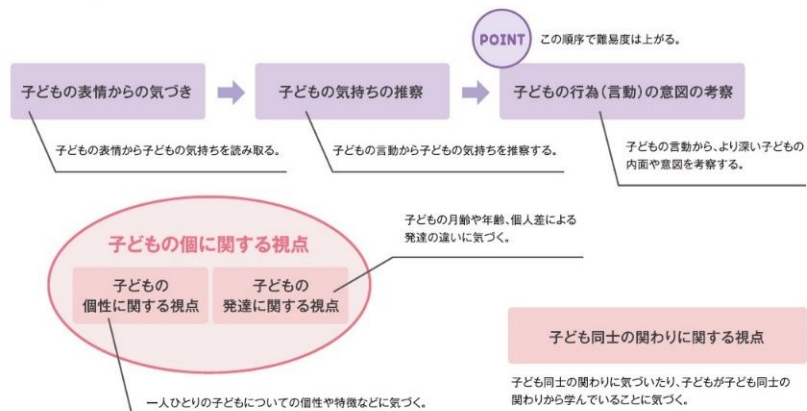 POINT
この順序で難易度は上がる。
子どもの表情からの気づき
子どもの気持ちの推察
子どもの行為(言動)の意図の考察
子どもの表情から子どもの気持ちを読み取る。
子どもの言動から子どもの気持ちを推察する。
子どもの言動から、より深い子どもの
内面や意図を考察する。
子どもの個に関する視点
子どもの月齢や年齢、個人差による
発達の違いに気づく。
子どもの
個性に関する視点
子どもの
発達に関する視点
一人ひとりの子どもについての個性や特徴などに気づく。
子ども同士の関わりに関する視点
子ども同士の関わりに気づいたり、子どもが子ども同士の
関わりから学んでいることに気づく。